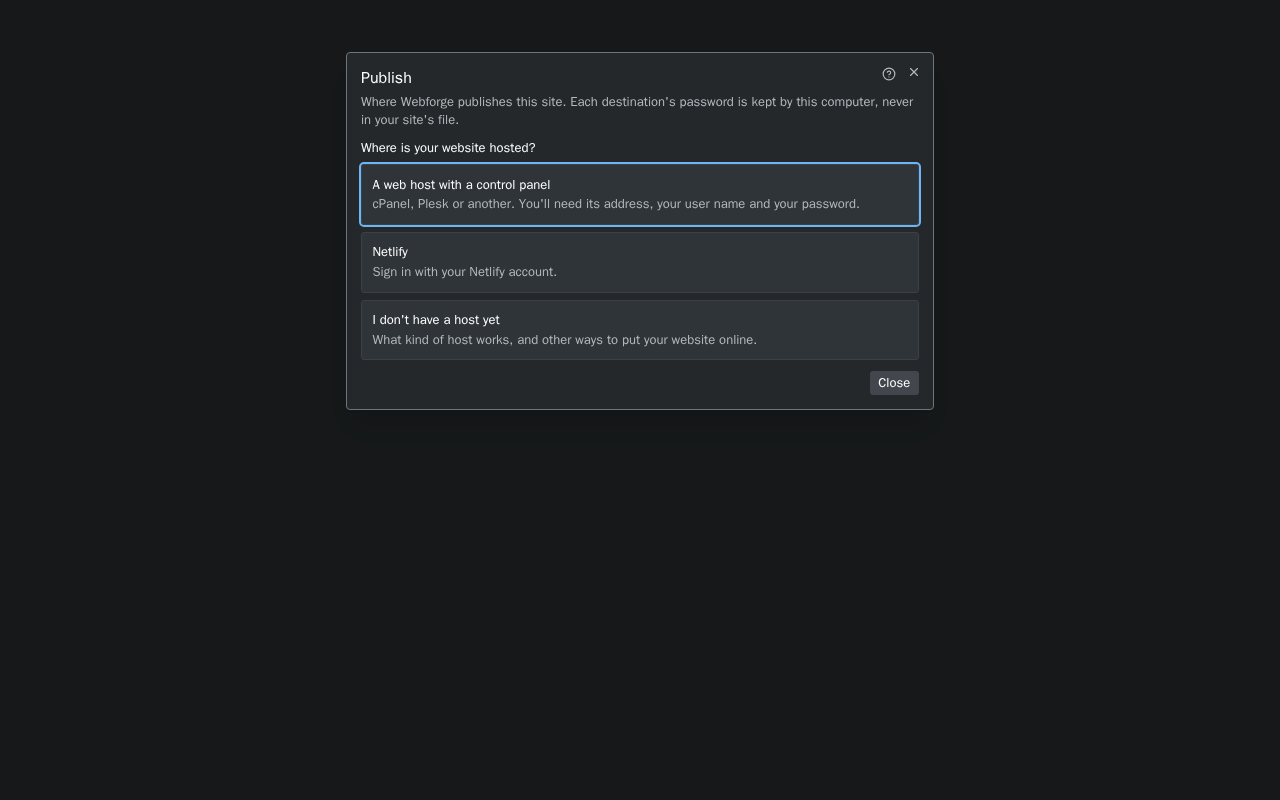 Publish
Where Webforge publishes this site. Each destination's password is kept by this computer, never
in your site's file.
Where is your website hosted?
A web host with a control panel
cPanel, Plesk or another. You'll need its address, your user name and your password.
Netlify
Sign in with your Netlify account.
I don't have a host yet
What kind of host works, and other ways to put your website online.
Close